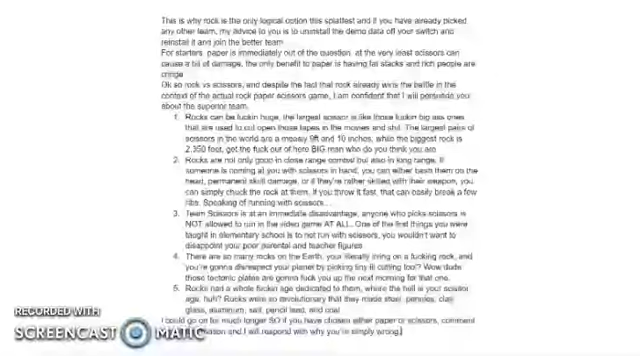 This is why rock is the only logical option this splatfest and if you have already picked
any other team, my advice to you is to uninstall the demo data off your switch and
reinstall it and join the better team
For starters, paper is immediately out of the question, at the very least scissors can
cause a bit of damage, the only benefit to paper is having fat stacks and rich people are
cringe
Ok so rock vs scissors, and despite the fact that rock already wins the battle in the
context of the actual rock paper scissors game, I am confident that I will persuade you
about the superior team.
1. Rocks can be fuckin huge, the largest scissor is like those fuckin big ass ones
that are used to cut open those tapes in the movies and shit. The largest pairs of
scissors in the world are a measly 9ft and 10 inches, while the biggest rock is
2,350 feet, get the fuck out of here BIG man who do you think you are
2. Rocks are not only good in close range combat but also in long range. If
someone is coming at you with scissors in hand, you can either bash them on the
head, permanent skull damage, or if they're rather skilled with their weapon, you
can simply chuck the rock at them. If you throw it fast, that can easily break a few
ribs. Speaking of running with scissors...
3. Team Scissors is at an immediate disadvantage, anyone who picks scissors is
NOT allowed to run in the video game AT ALL. One of the first things you were
taught in elementary school is to not run with scissors, you wouldn't want to
disappoint your poor parental and teacher figures
4. There are so many rocks on the Earth, your literally living on a fucking rock, and
you're gonna disrespect your planet by picking tiny lil cutting tool? Wow dude
those tectonic plates are gonna fuck you up the next morning for that one.
5. Rocks had a whole fuckin age dedicated to them, where the hell is your scissor
age, huh? Rocks were so revolutionary that they made steel, pennies, clay,
glass, aluminum, salt, pencil lead, and coal
I could go on for much longer SO if you have chosen either paper or scissors, comment
and I will respond with why you're simply wrong.
RECORDED WITH
SCREENCAST MATIC